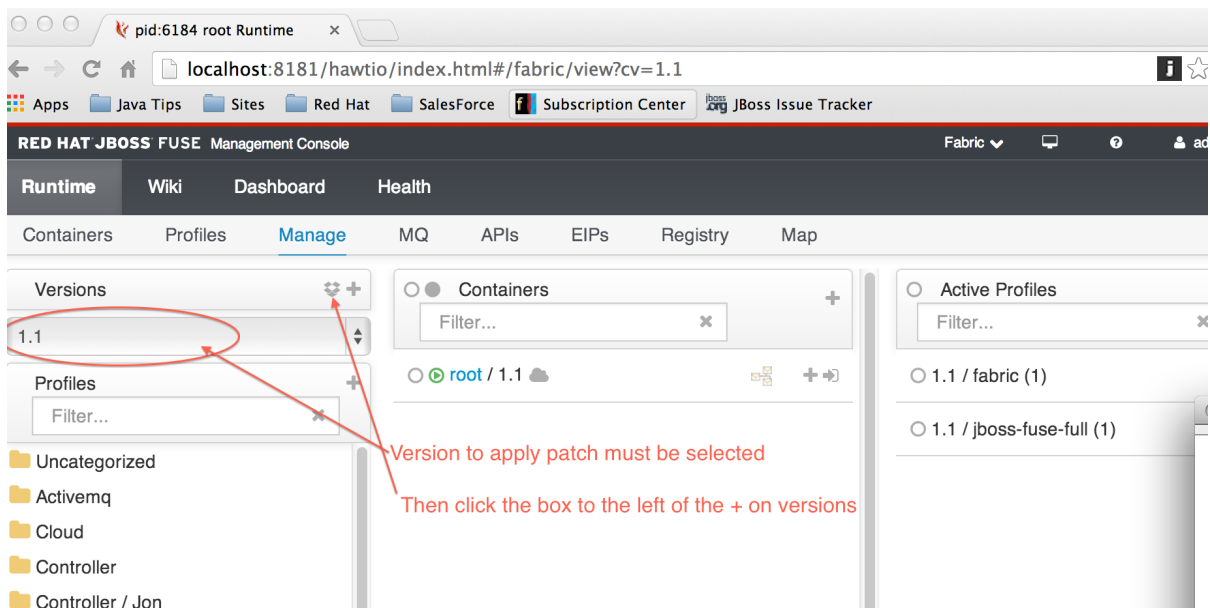 pid:6184 root Runtime
localhost:8181/hawtio/index.html#/fabric/view?cv=1.1
Apps Java Tips Sites Red Hat SalesForce Subscription Center JBoss Issue Tracker
RED HAT JBOSS FUSE Management Console Fabric ad
Runtime Wiki Dashboard Health
Containers Profiles Manage MQ APIs EIPs Registry Map
Versions
1.1
Profiles
Filter...
Uncategorized
Activemq
Cloud
Controller
Controller / Jon
Containers
Filter...
root / 1.1
Version to apply patch must be selected
Then click the box to the left of the + on versions
Active Profiles
Filter...
1.1 / fabric (1)
1.1 / jboss-fuse-full (1)